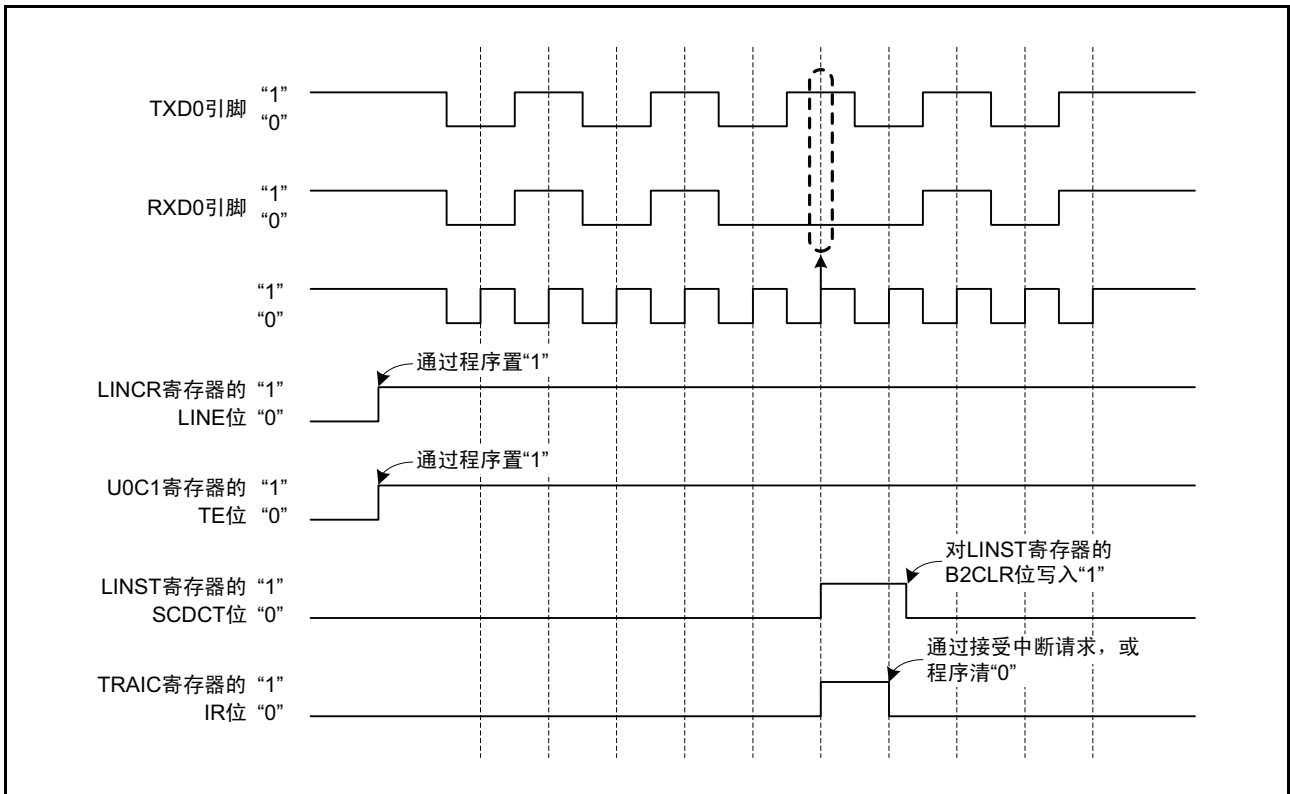 TXD0引脚 “1”
“0”
RXD0引脚 “1”
“0”
“1”
“0”
通过程序置“1”
LINCR寄存器的 “1”
LINE位 “0”
通过程序置“1”
U0C1寄存器的 “1”
TE位 “0”
对LINST寄存器的
B2CLR位写入“1”
LINST寄存器的 “1”
SCDCT位 “0”
通过接受中断请求，或
程序清“0”
TRAIC寄存器的 “1”
IR位 “0”